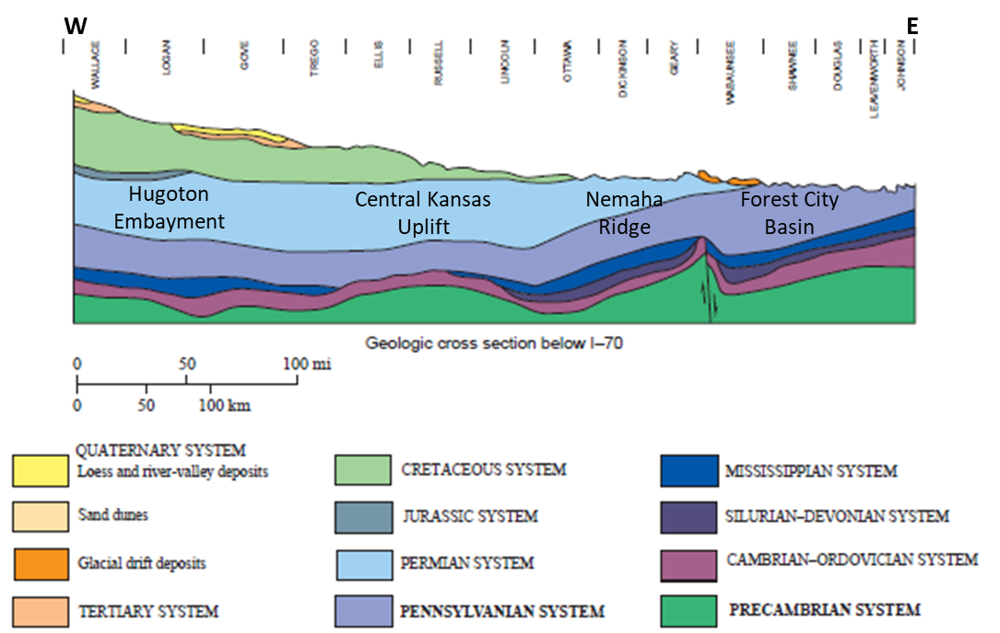 W
E
WALLACE
LOGAN
GOVE
TREGO
ELLIS
RUSSELL
LINCOLN
OTTAWA
DICKINSON
GEARY
WABAUNSEE
SHAWNEE
DOUGLAS
LEAVENWORTH
JOHNSON
Hugoton
Embayment
Central Kansas
Uplift
Nemaha
Ridge
Forest City
Basin
Geologic cross section below I–70
0 50 100 mi
0 50 100 km
QUATERNARY SYSTEM
Loess and river-valley deposits
Sand dunes
Glacial drift deposits
TERTIARY SYSTEM
CRETACEOUS SYSTEM
JURASSIC SYSTEM
PERMIAN SYSTEM
PENNSYLVANIAN SYSTEM
MISSISSIPPIAN SYSTEM
SILURIAN–DEVONIAN SYSTEM
CAMBRIAN–ORDOVICIAN SYSTEM
PRECAMBRIAN SYSTEM